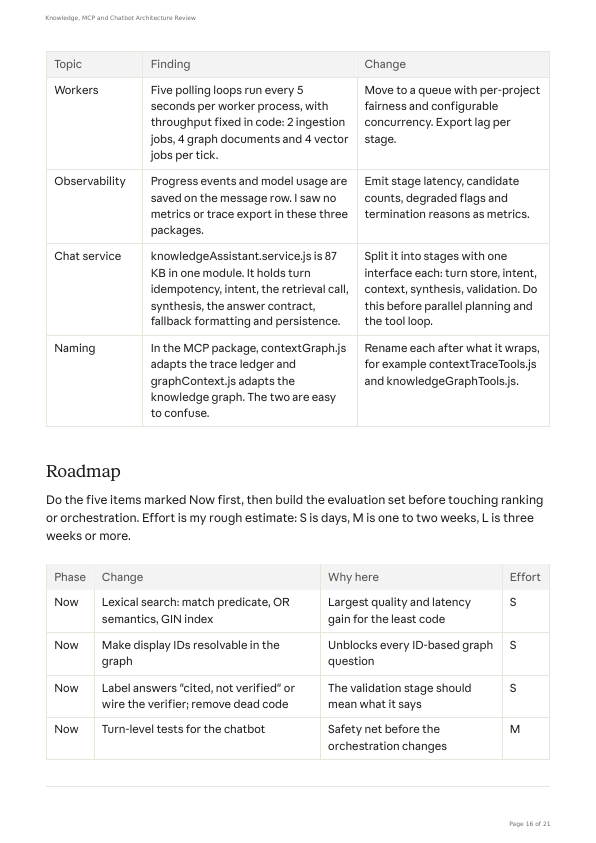 Knowledge, MCP and Chatbot Architecture Review
Topic Finding Change
Workers Five polling loops run every 5 Move to a queue with per-project
seconds per worker process, with fairness and configurable
throughput fixed in code: 2 ingestion concurrency. Export lag per
jobs, 4 graph documents and 4 vector stage.
jobs per tick.
Observability Progress events and model usage are Emit stage latency, candidate
saved on the message row. I saw no counts, degraded flags and
metrics or trace export in these three termination reasons as metrics.
packages.
Chat service knowledgeAssistant.service.js is 87 Split it into stages with one
KB in one module. It holds turn interface each: turn store, intent,
idempotency, intent, the retrieval call, context, synthesis, validation. Do
synthesis, the answer contract, this before parallel planning and
fallback formatting and persistence. the tool loop.
Naming In the MCP package, contextGraph.js Rename each after what it wraps,
adapts the trace ledger and for example contextTraceTools.js
graphContext.js adapts the and knowledgeGraphTools.js.
knowledge graph. The two are easy
to confuse.
Roadmap
Do the five items marked Now first, then build the evaluation set before touching ranking
or orchestration. Effort is my rough estimate: S is days, M is one to two weeks, L is three
weeks or more.
Phase Change Why here Effort
Now Lexical search: match predicate, OR Largest quality and latency S
semantics, GIN index gain for the least code
Now Make display IDs resolvable in the Unblocks every ID-based graph S
graph question
Now Label answers "cited, not verified" or The validation stage should S
wire the verifier; remove dead code mean what it says
Now Turn-level tests for the chatbot Safety net before the M
orchestration changes
Page 16 of 21